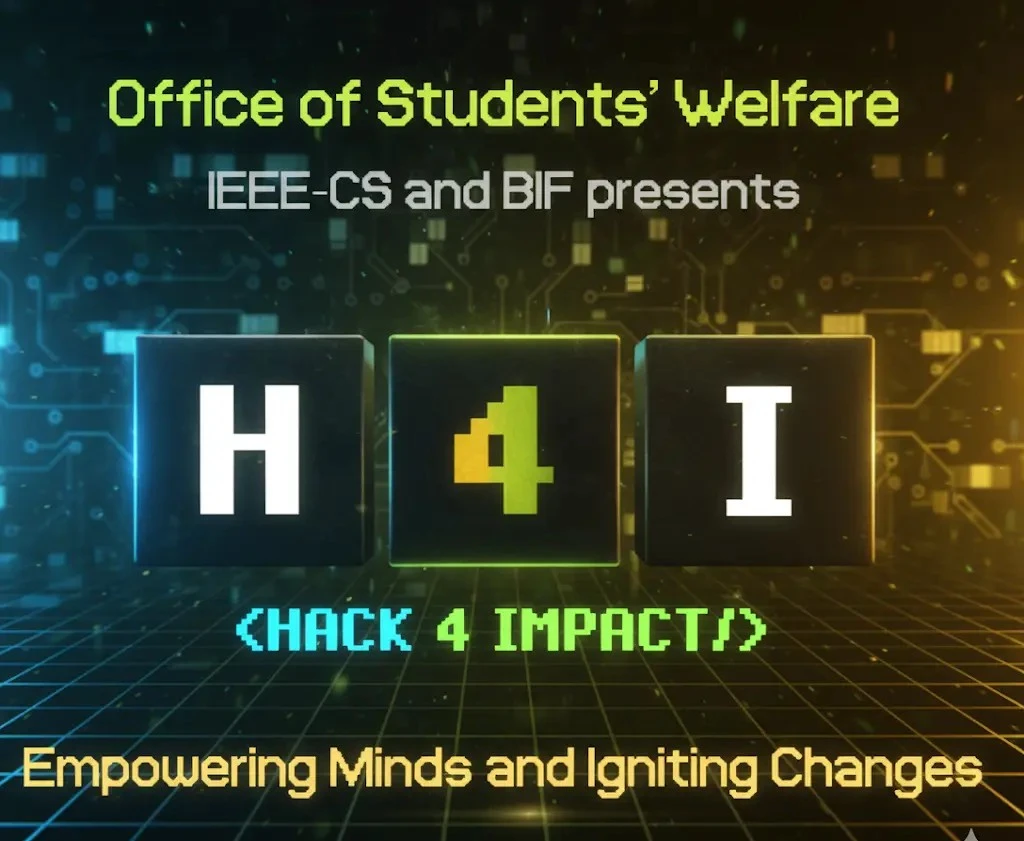 Office of Students’ Welfare
IEEE-CS and BIF presents
H 4 I
<HACK 4 IMPACT/>
Empowering Minds and Igniting Changes